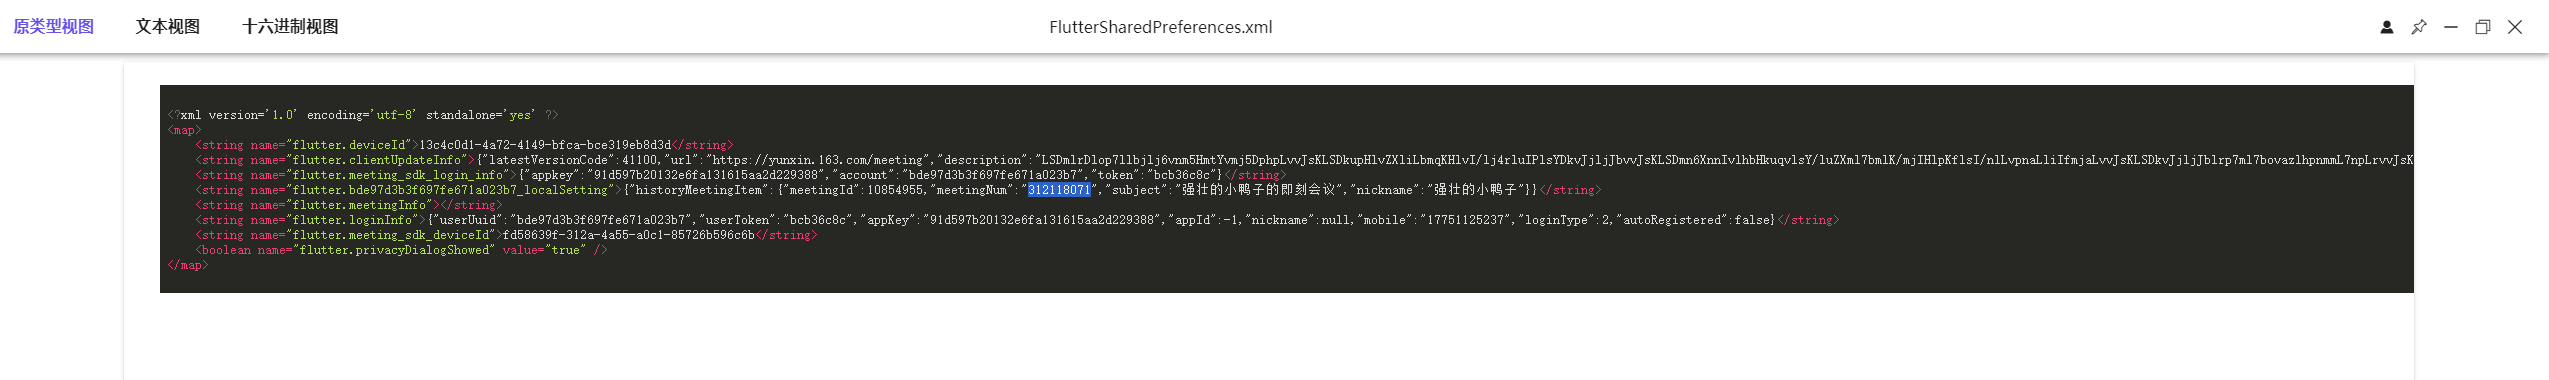 原类型视图 文本视图 十六进制视图 FlutterSharedPreferences.xml
<?xml version='1.0' encoding='utf-8' standalone='yes' ?>
<map>
<string name="flutter.deviceId">13c4c0d1-4a72-4149-bfca-bce319eb8d3d</string>
<string name="flutter.clientUpdateInfo">{"latestVersionCode":41100,"url":"https://yunxin.163.com/meeting","description":"
<string name="flutter.meeting_sdk_login_info">{"appkey":"91d597b20132e6fa131615aa2d229388","account":"bde97d3b3f697fe671a023b7","token":"bcb36c8c"}</string>
<string name="flutter.bde97d3b3f697fe671a023b7_localSetting">{"historyMeetingItem":{"meetingId":10854955,"meetingNum":"312118071","subject":"强壮的小鸭子的即刻会议","nickname":"强壮的小鸭子"}}</string>
<string name="flutter.meetingInfo"></string>
<string name="flutter.loginInfo">{"userUuid":"bde97d3b3f697fe671a023b7","userToken":"bcb36c8c","appKey":"91d597b20132e6fa131615aa2d229388","appId":-1,"nickname":null,"mobile":"17751125237","loginType":2,"autoRegistered":false}</string>
<string name="flutter.meeting_sdk_deviceId">fd58639f-312a-4a55-a0c1-85726b596c6b</string>
<boolean name="flutter.privacyDialogShowed" value="true" />
</map>